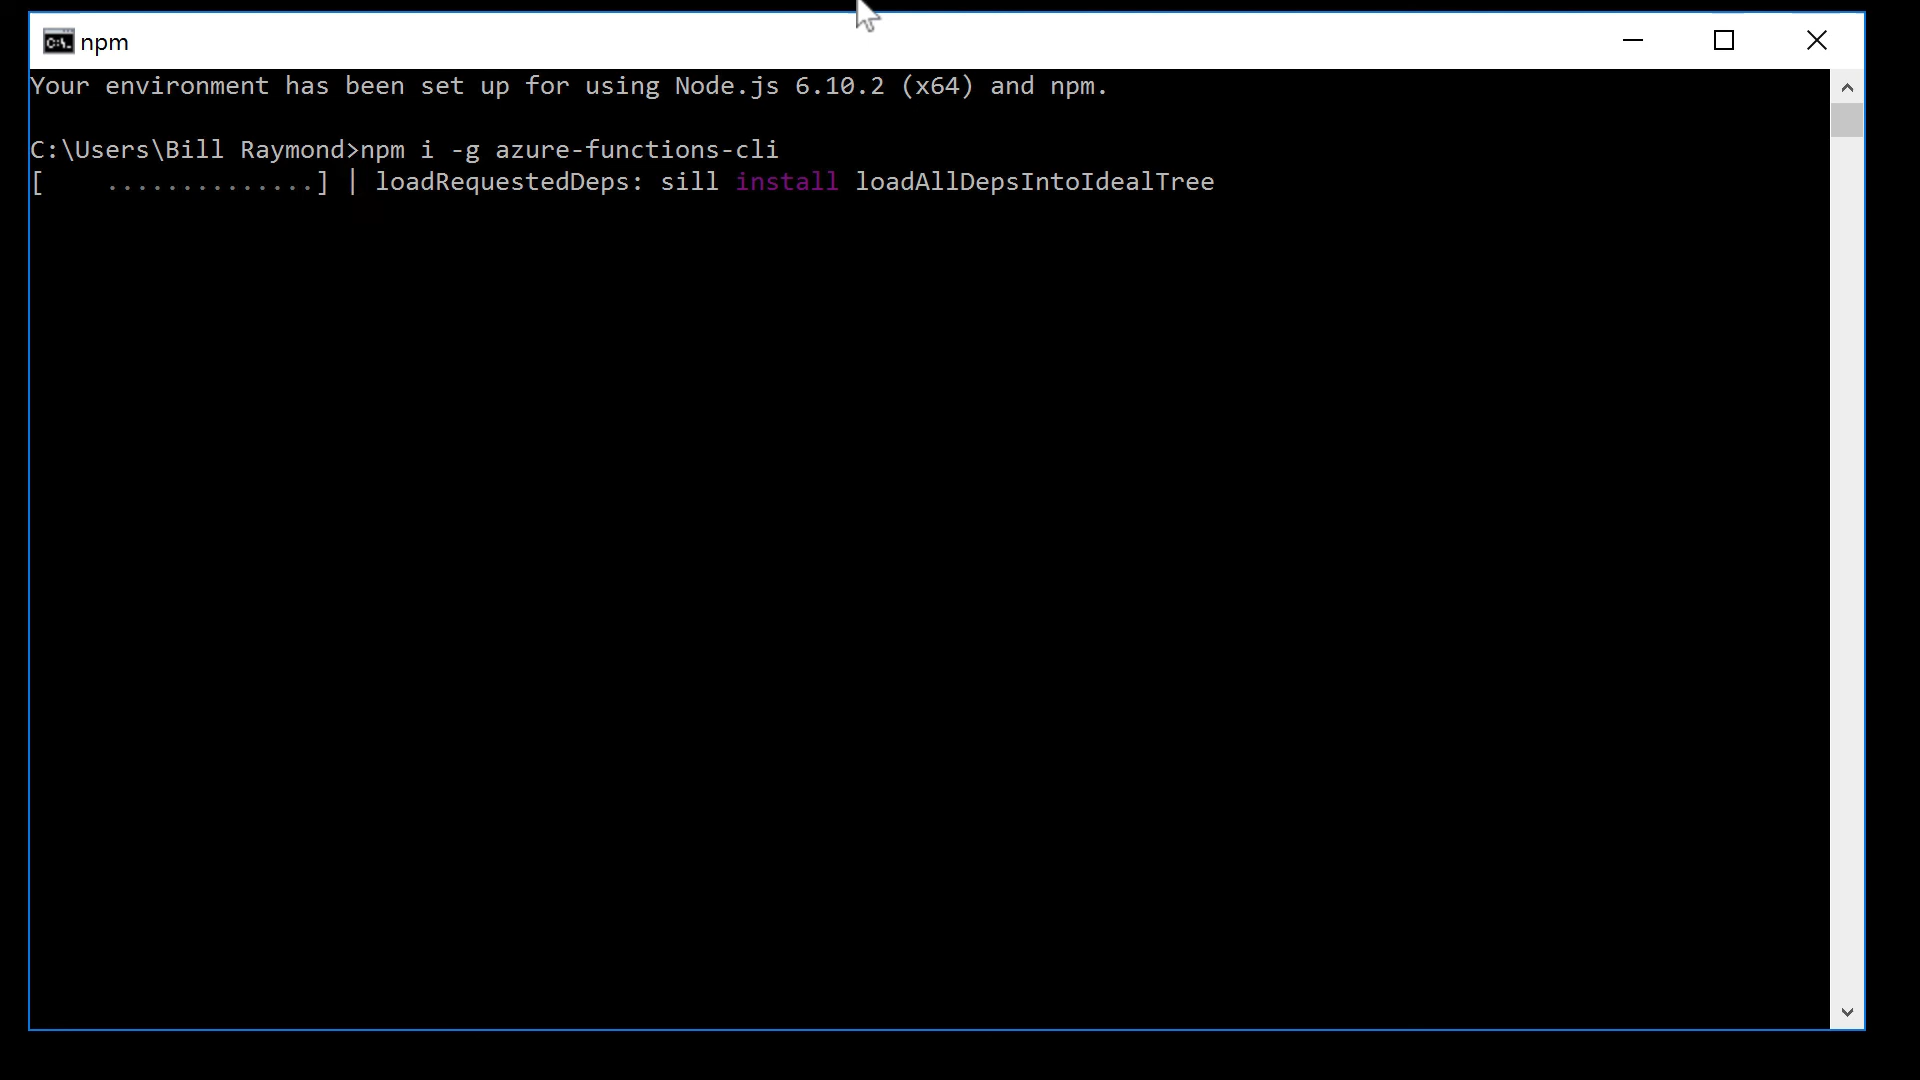 npm
Your environment has been set up for using Node.js 6.10.2 (x64) and npm.
C:\Users\Bill Raymond>npm i -g azure-functions-cli
[    ..............] | loadRequestedDeps: sill install loadAllDepsIntoIdealTree